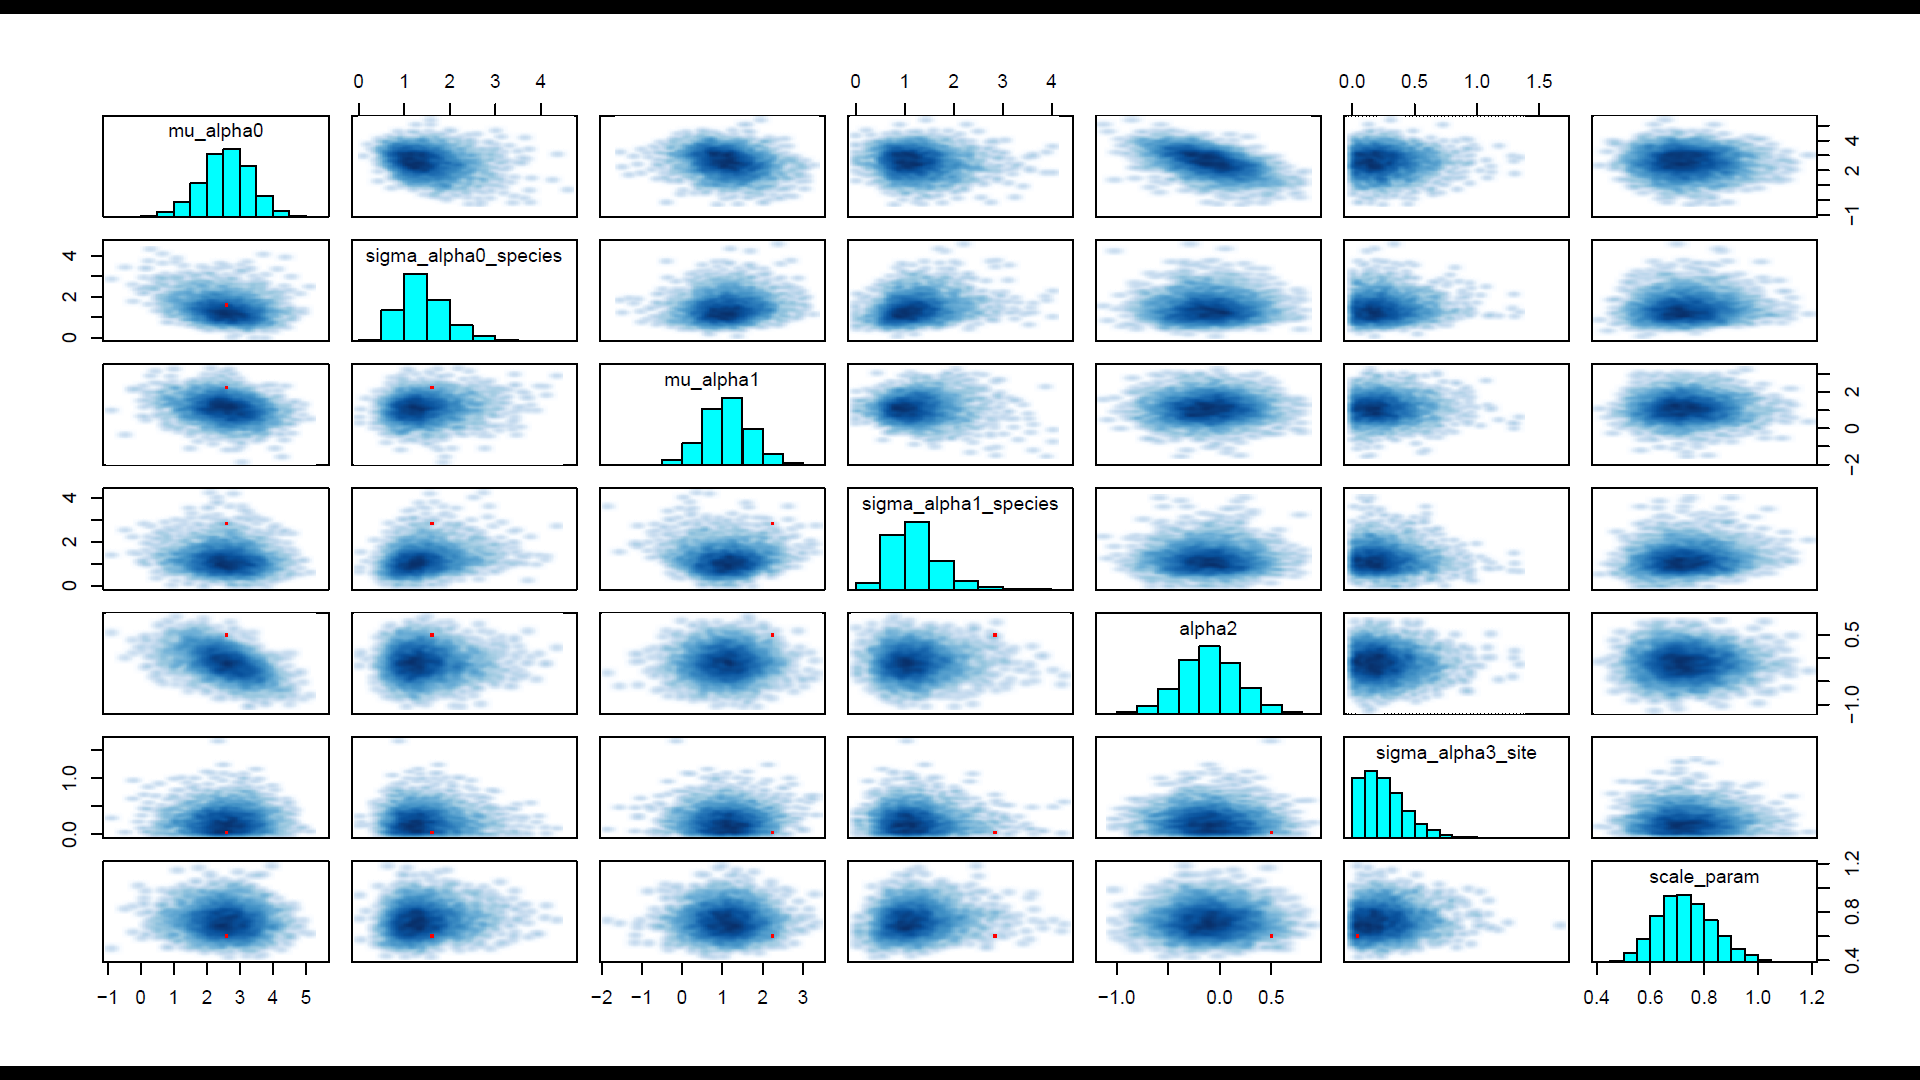 0 1 2 3 4
0 1 2 3 4
0.0 0.5 1.0 1.5
mu_alpha0
−1 2 4
0 2 4
sigma_alpha0_species
mu_alpha1
−2 0 2
0 2 4
sigma_alpha1_species
alpha2
−1.0 0.5
0.0 1.0
sigma_alpha3_site
scale_param
0.4 0.8 1.2
−1 0 1 2 3 4 5
−2 −1 0 1 2 3
−1.0 0.0 0.5
0.4 0.6 0.8 1.0 1.2